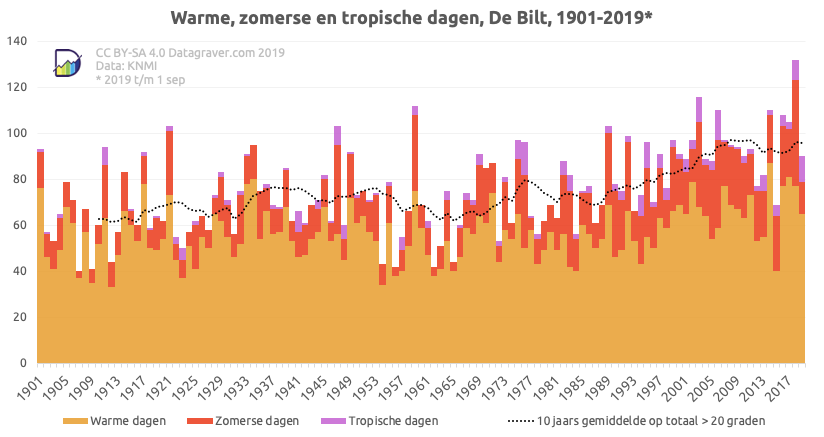 Warme, zomerse en tropische dagen, De Bilt, 1901-2019*
CC BY-SA 4.0 Datagraver.com 2019
Data: KNMI
* 2019 t/m 1 sep
140
120
100
80
60
40
20
0
1901 1905 1909 1913 1917 1921 1925 1929 1933 1937 1941 1945 1949 1953 1957 1961 1965 1969 1973 1977 1981 1985 1989 1993 1997 2001 2005 2009 2013 2017
Warme dagen Zomerse dagen Tropische dagen 10 jaars gemiddelde op totaal > 20 graden